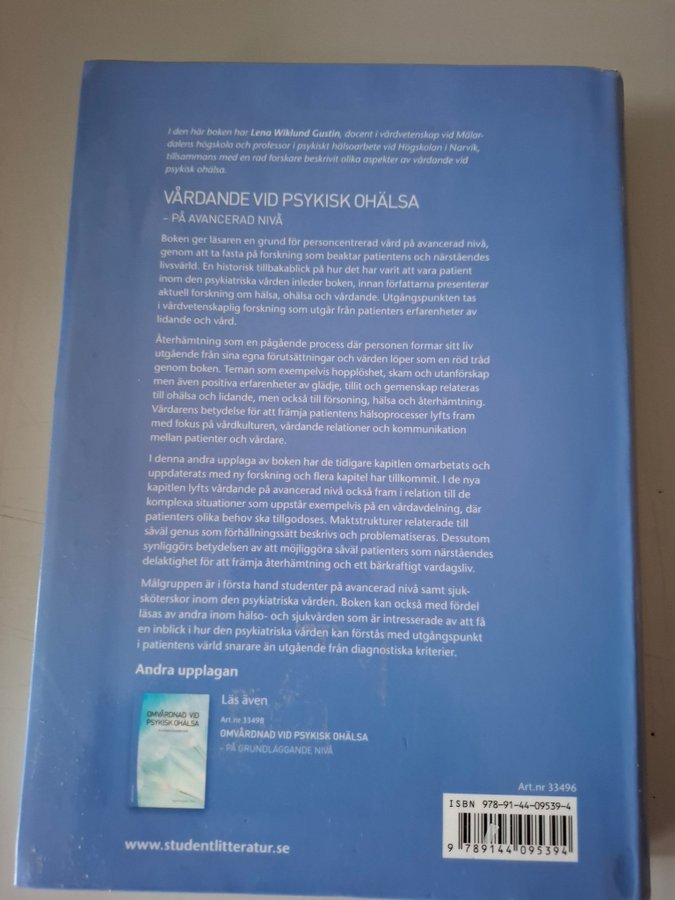 I den här boken har Lena Wiklund Gustin, docent i vårdvetenskap vid Mälar-
dalens högskola och professor i psykiskt hälsoarbete vid Högskolan i Narvik,
tillsammans med en rad forskare beskrivit olika aspekter av vårdande vid
psykisk ohälsa.
VÅRDANDE VID PSYKISK OHÄLSA
– PÅ AVANCERAD NIVÅ
Boken ger läsaren en grund för personcentrerad vård på avancerad nivå,
genom att ta fasta på forskning som beaktar patientens och närståendes
livsvärld. En historisk tillbakablick på hur det har varit att vara patient
inom den psykiatriska vården inleder boken, innan författarna presenterar
aktuell forskning om hälsa, ohälsa och vårdande. Utgångspunkten tas
i vårdvetenskaplig forskning som utgår från patienters erfarenheter av
lidande och vård.
Återhämtning som en pågående process där personen formar sitt liv
utgående från sina egna förutsättningar och värden löper som en röd tråd
genom boken. Teman som exempelvis hopplöshet, skam och utanförskap
men även positiva erfarenheter av glädje, tillit och gemenskap relateras
till ohälsa och lidande, men också till försoning, hälsa och återhämtning.
Vårdarens betydelse för att främja patientens hälsoprocesser lyfts fram
med fokus på vårdkulturen, vårdande relationer och kommunikation
mellan patienter och vårdare.
I denna andra upplaga av boken har de tidigare kapitlen omarbetats och
uppdaterats med ny forskning och flera kapitel har tillkommit. I de nya
kapitlen lyfts vårdande på avancerad nivå också fram i relation till de
komplexa situationer som uppstår exempelvis på en vårdavdelning, där
patienters olika behov ska tillgodoses. Maktstrukturer relaterade till
såväl genus som förhållningssätt beskrivs och problematiseras. Dessutom
synliggörs betydelsen av att möjliggöra såväl patienters som närståendes
delaktighet för att främja återhämtning och ett bärkraftigt vardagsliv.
Målgruppen är i första hand studenter på avancerad nivå samt sjuk-
sköterskor inom den psykiatriska vården. Boken kan också med fördel
läsas av andra inom hälso- och sjukvården som är intresserade av att få
en inblick i hur den psykiatriska vården kan förstås med utgångspunkt
i patientens värld snarare än utgående från diagnostiska kriterier.
Andra upplagan
OMVÅRDNAD VID
PSYKISK OHÄLSA
Läs även
Art.nr 33498
OMVÅRDNAD VID PSYKISK OHÄLSA
– PÅ GRUNDLÄGGANDE NIVÅ
Art.nr 33496
ISBN 978-91-44-09539-4
9 789144 095394
www.studentlitteratur.se